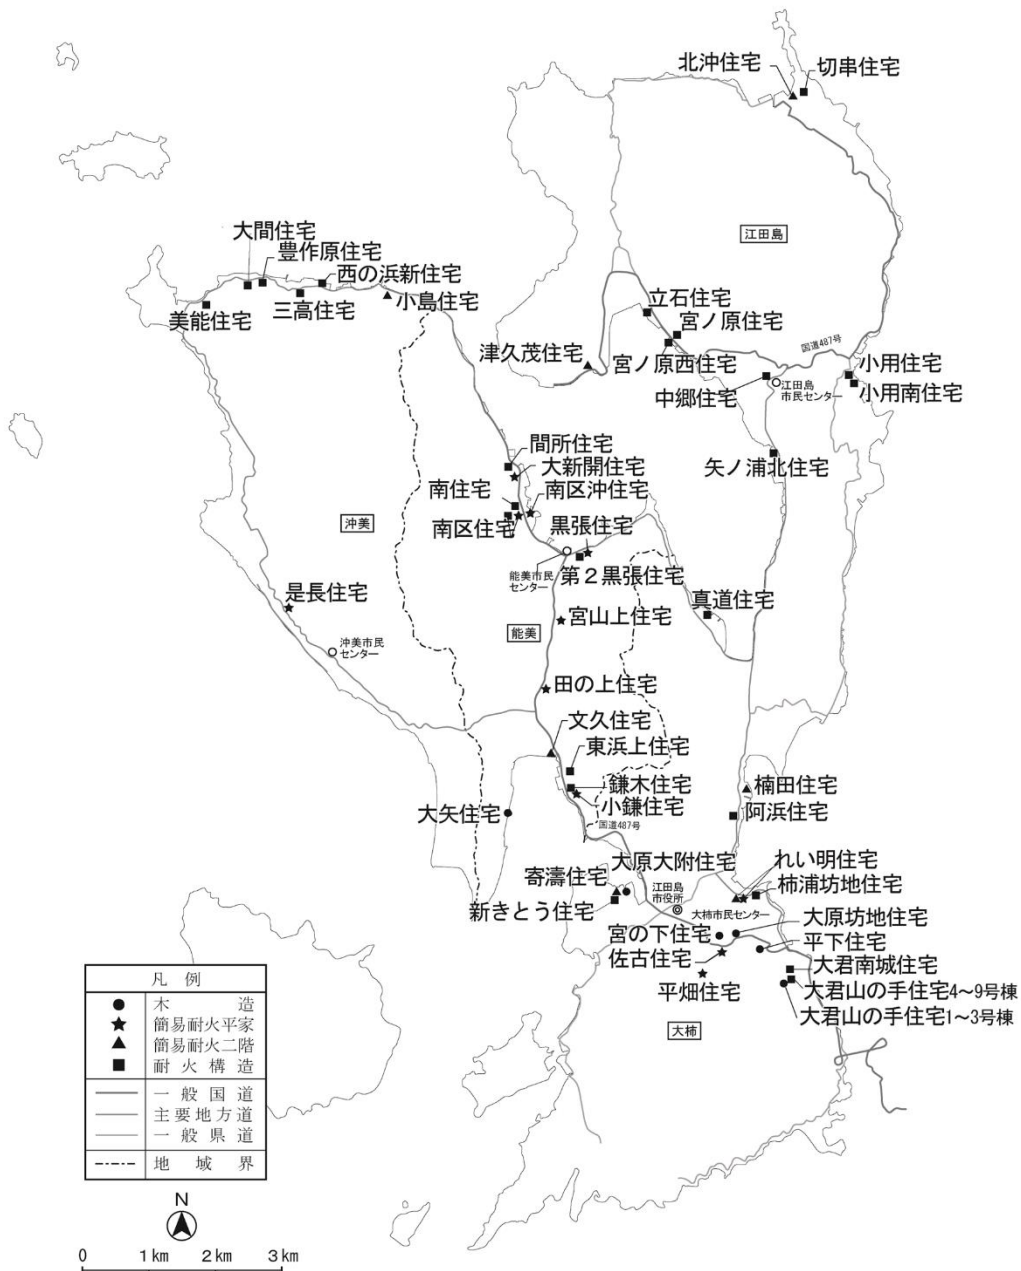 北沖住宅
切串住宅
大間住宅
豊作原住宅
西の浜新住宅
江田島
美能住宅
三高住宅
小島住宅
立石住宅
宮ノ原住宅
津久茂住宅
宮ノ原西住宅
国道487号
小用住宅
中郷住宅
江田島
市民センター
小用南住宅
間所住宅
大新開住宅
矢ノ浦北住宅
南住宅
南区沖住宅
沖美
南区住宅
黒張住宅
能美市民
センター
第2黒張住宅
是長住宅
宮山上住宅
真道住宅
能美
沖美市民
センター
田の上住宅
文久住宅
東浜上住宅
鎌木住宅
楠田住宅
小鎌住宅
大矢住宅
阿浜住宅
国道487号
大原大附住宅
れい明住宅
寄濤住宅
江田島
市役所
柿浦坊地住宅
新きとう住宅
大柿市民センター
大原坊地住宅
宮の下住宅
平下住宅
佐古住宅
大君南城住宅
平畑住宅
大君山の手住宅4~9号棟
大君山の手住宅1~3号棟
大柿
凡例
木造
簡易耐火平家
簡易耐火二階
耐火構造
一般国道
主要地方道
一般県道
地域界
N
0 1km 2km 3km